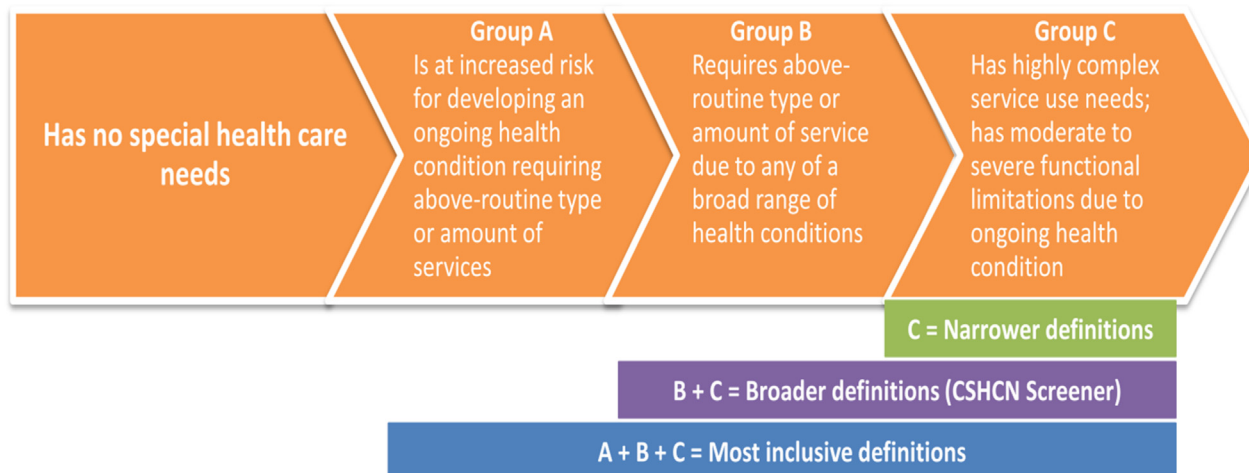 Has no special health care
needs
Group A
Is at increased risk
for developing an
ongoing health
condition requiring
above-routine type
or amount of
services
Group B
Requires above-
routine type or
amount of service
due to any of a
broad range of
health conditions
Group C
Has highly complex
service use needs;
has moderate to
severe functional
limitations due to
ongoing health
condition
C = Narrower definitions
B + C = Broader definitions (CSHCN Screener)
A + B + C = Most inclusive definitions